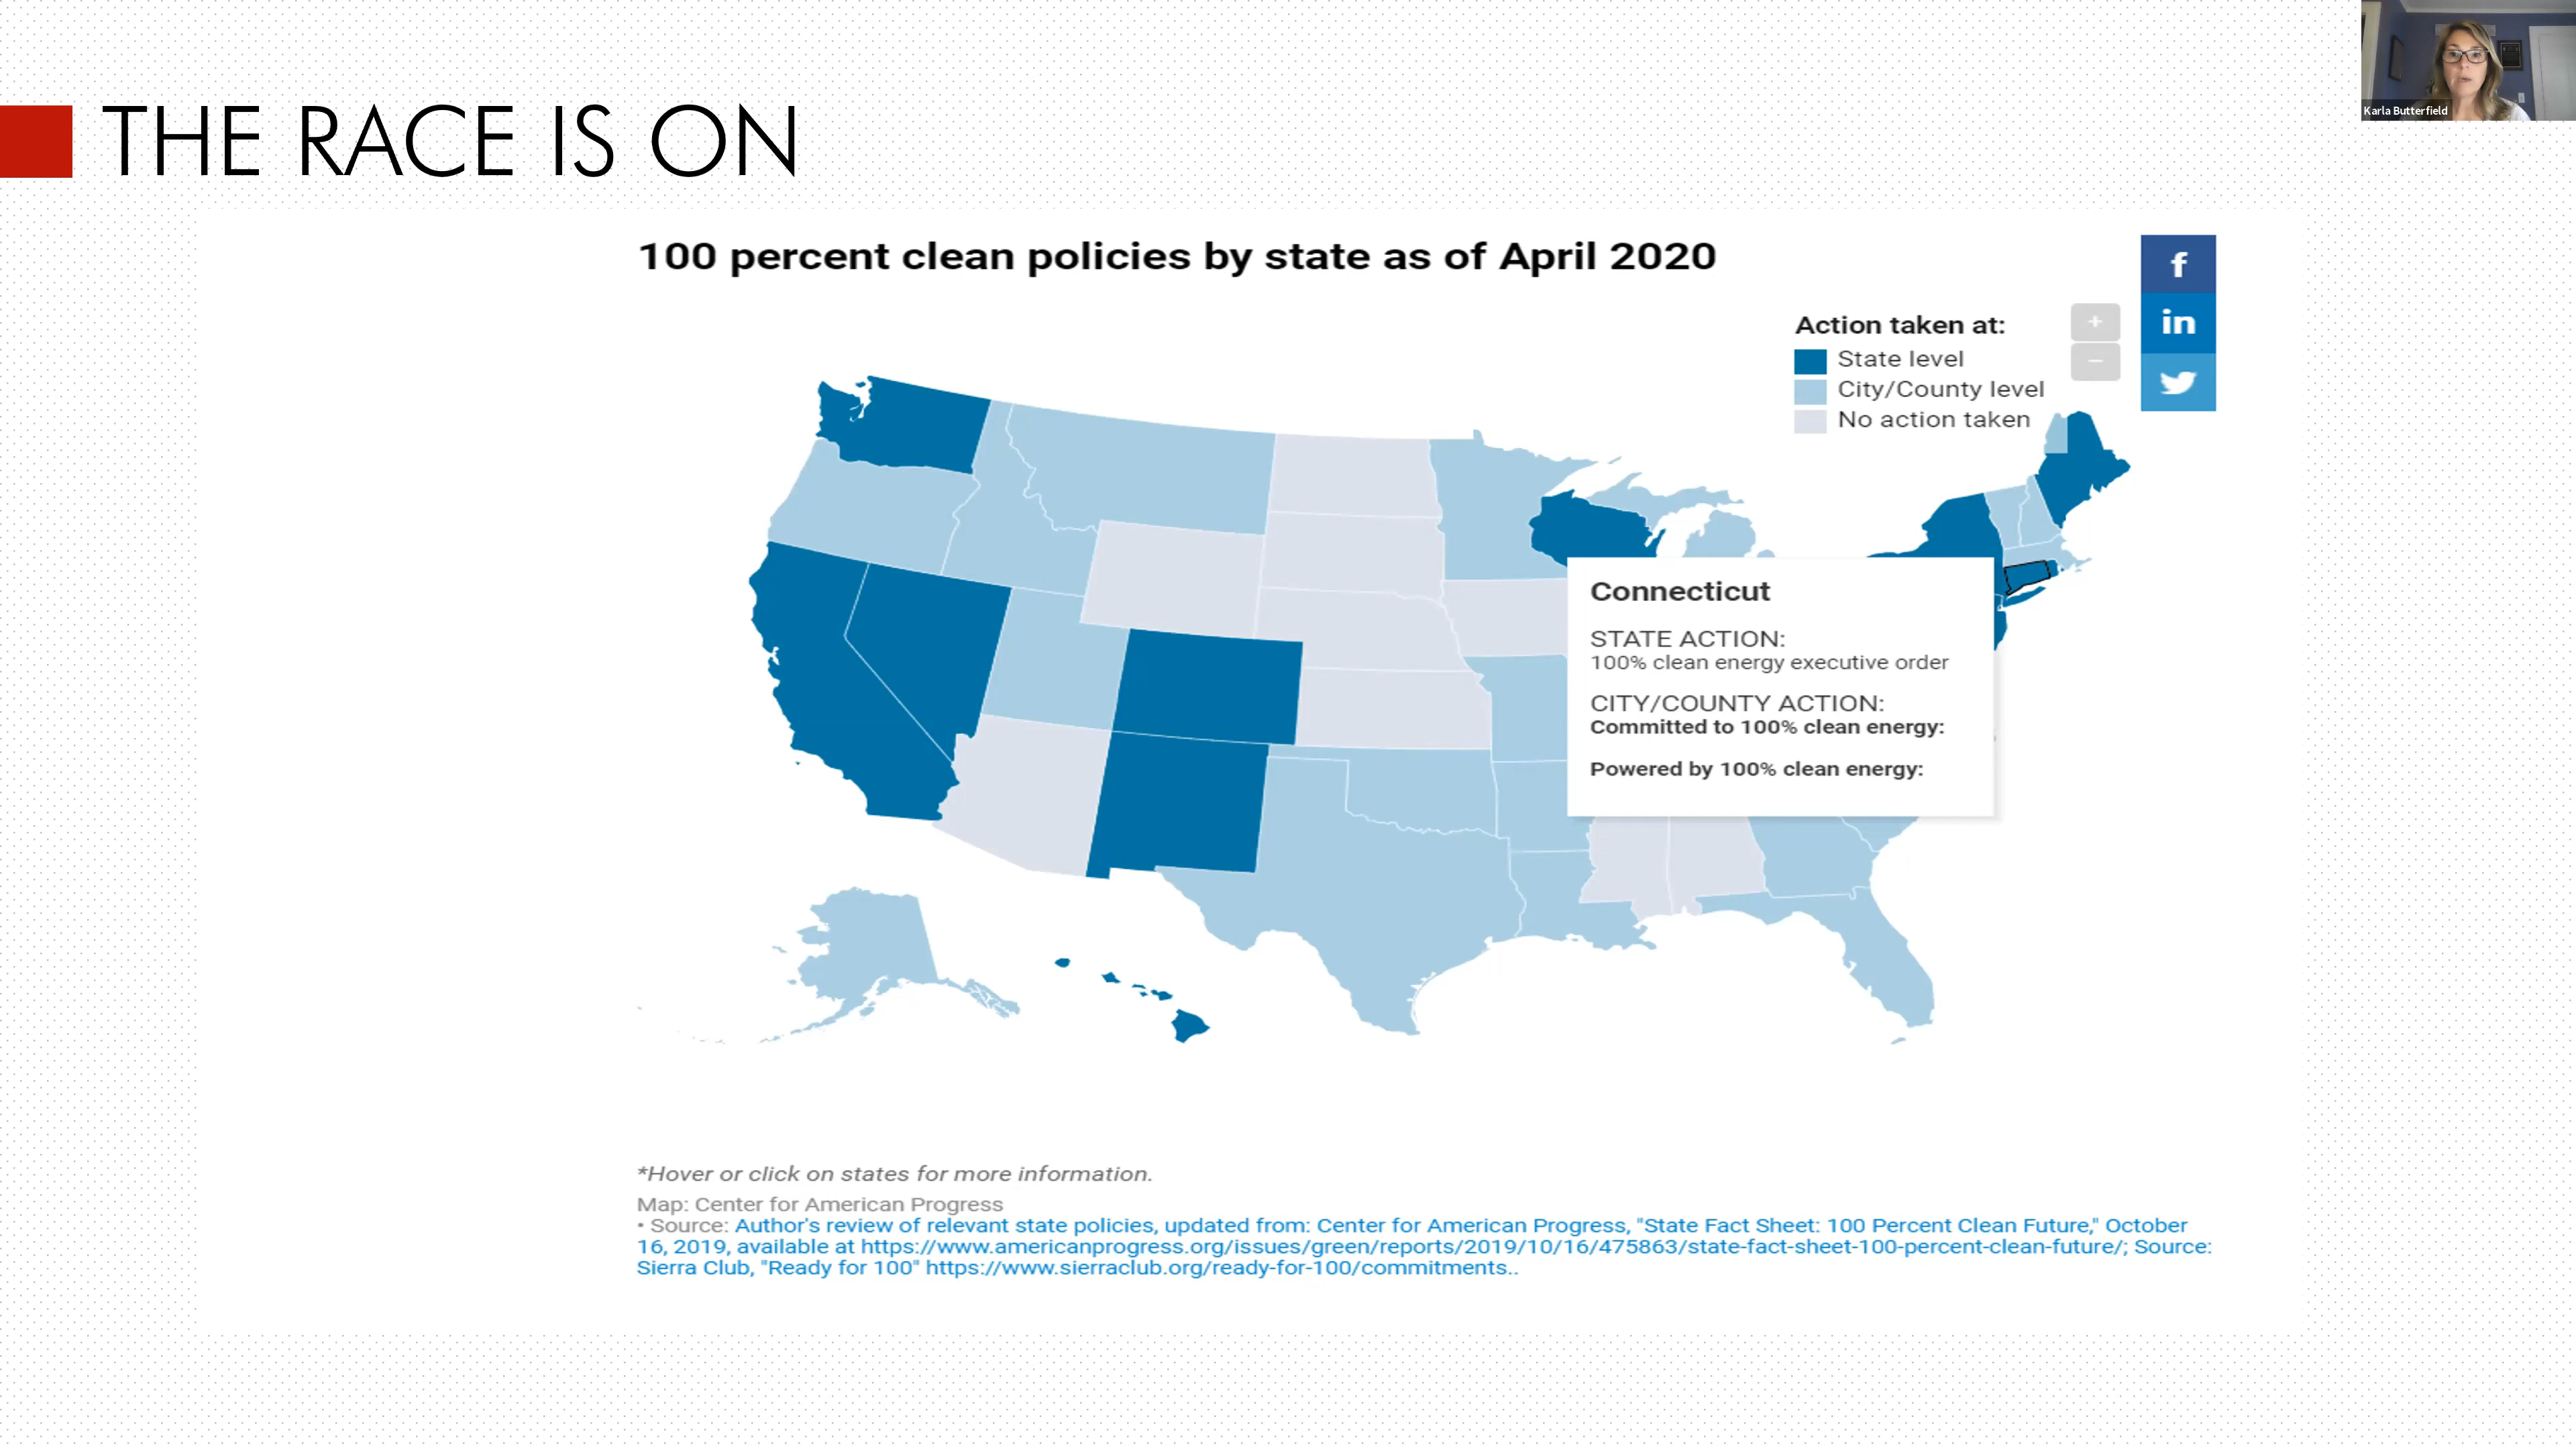 Karla Butterfield
THE RACE IS ON
100 percent clean policies by state as of April 2020
f
in
Action taken at:
State level
City/County level
No action taken
+
−
Connecticut
STATE ACTION:
100% clean energy executive order
CITY/COUNTY ACTION:
Committed to 100% clean energy:
Powered by 100% clean energy:
*Hover or click on states for more information.
Map: Center for American Progress
• Source: Author's review of relevant state policies, updated from: Center for American Progress, "State Fact Sheet: 100 Percent Clean Future," October
16, 2019, available at https://www.americanprogress.org/issues/green/reports/2019/10/16/475863/state-fact-sheet-100-percent-clean-future/; Source:
Sierra Club, "Ready for 100" https://www.sierraclub.org/ready-for-100/commitments..